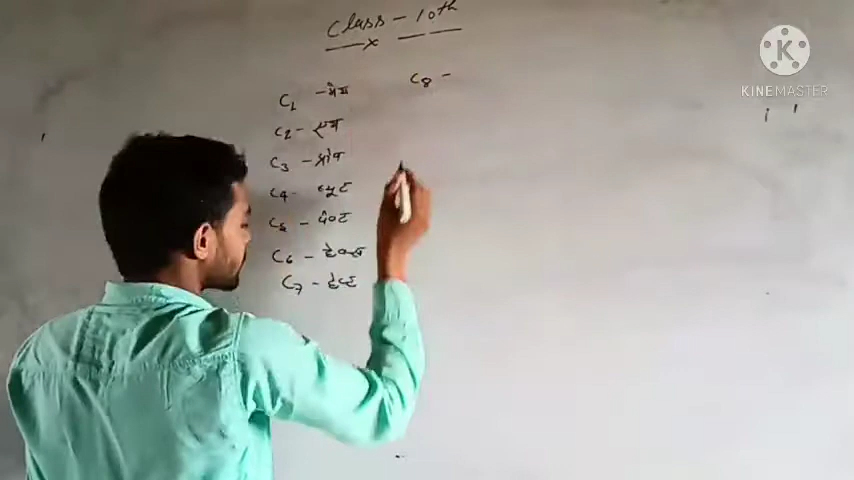 Class - 10th
C1 - मेथ
C2 - एथ
C3 - प्रोप
C4 - ब्यूट
C5 - पेण्ट
C6 - हेक्स
C7 - हेप्ट
C8 -
K
KINEMASTER